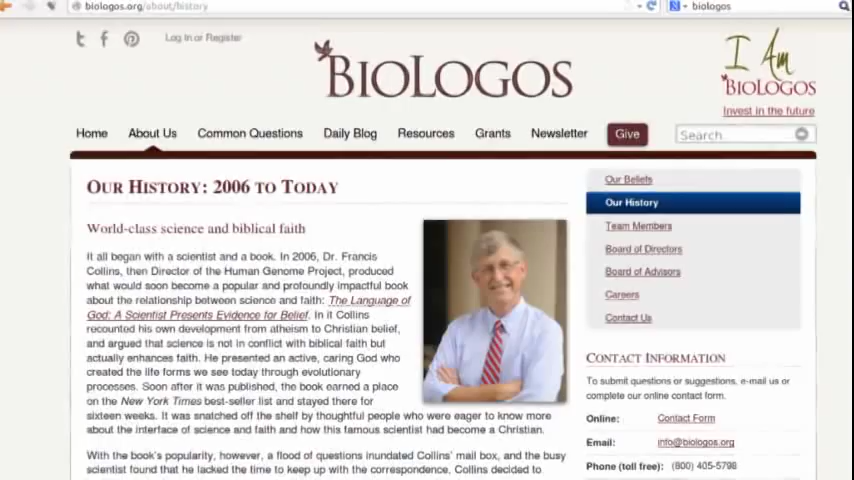 biologos.org/about/history
biologos
Log In or Register
BIOLOGOS
I Am
BIOLOGOS
Invest in the future
Home About Us Common Questions Daily Blog Resources Grants Newsletter Give Search
OUR HISTORY: 2006 TO TODAY
World-class science and biblical faith
It all began with a scientist and a book. In 2006, Dr. Francis
Collins, then Director of the Human Genome Project, produced
what would soon become a popular and profoundly impactful book
about the relationship between science and faith: The Language of
God: A Scientist Presents Evidence for Belief. In it Collins
recounted his own development from atheism to Christian belief,
and argued that science is not in conflict with biblical faith but
actually enhances faith. He presented an active, caring God who
created the life forms we see today through evolutionary
processes. Soon after it was published, the book earned a place
on the New York Times best-seller list and stayed there for
sixteen weeks. It was snatched off the shelf by thoughtful people who were eager to know more
about the interface of science and faith and how this famous scientist had become a Christian.
With the book's popularity, however, a flood of questions inundated Collins' mail box, and the busy
scientist found that he lacked the time to keep up with the correspondence. Collins decided to
Our Beliefs
Our History
Team Members
Board of Directors
Board of Advisors
Careers
Contact Us
CONTACT INFORMATION
To submit questions or suggestions, e-mail us or
complete our online contact form.
Online: Contact Form
Email: info@biologos.org
Phone (toll free): (800) 405-5796